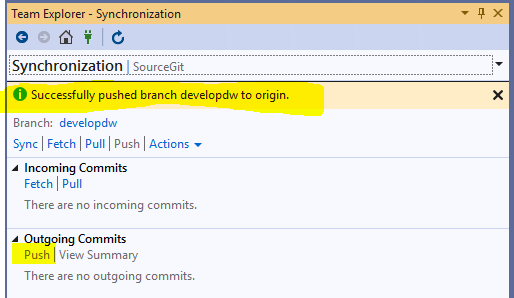 Team Explorer - Synchronization
Synchronization | SourceGit
Successfully pushed branch developdw to origin.
Branch: developdw
Sync | Fetch | Pull | Push | Actions
Incoming Commits
Fetch | Pull
There are no incoming commits.
Outgoing Commits
Push | View Summary
There are no outgoing commits.